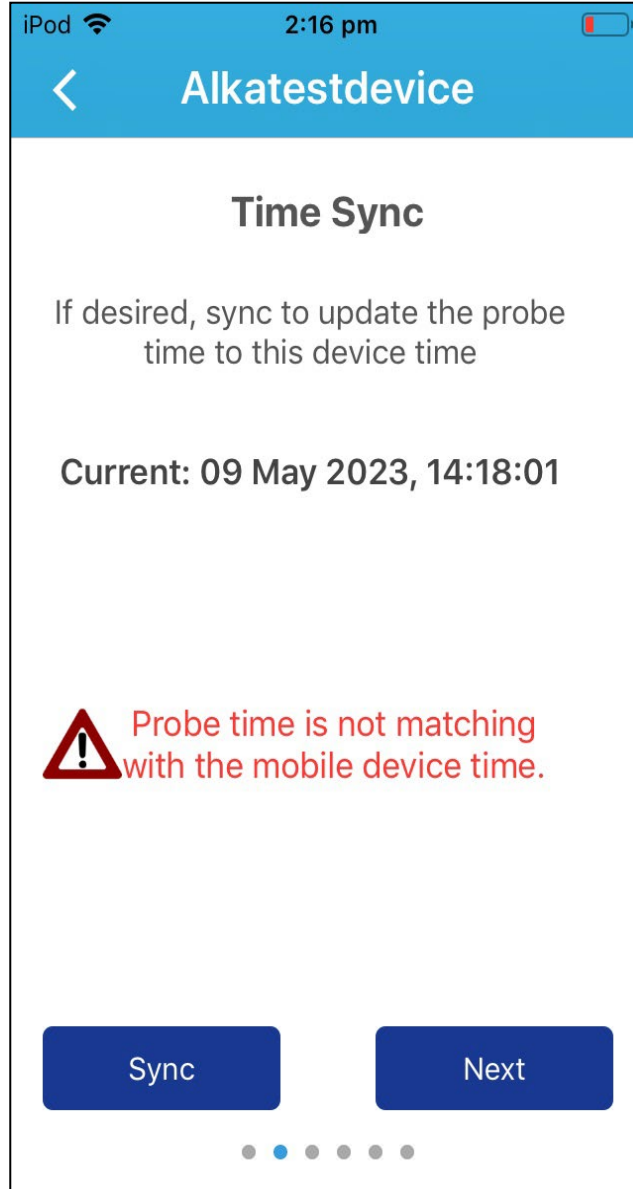 iPod 2:16 pm
Alkatestdevice
Time Sync
If desired, sync to update the probe
time to this device time
Current: 09 May 2023, 14:18:01
Probe time is not matching
with the mobile device time.
Sync Next